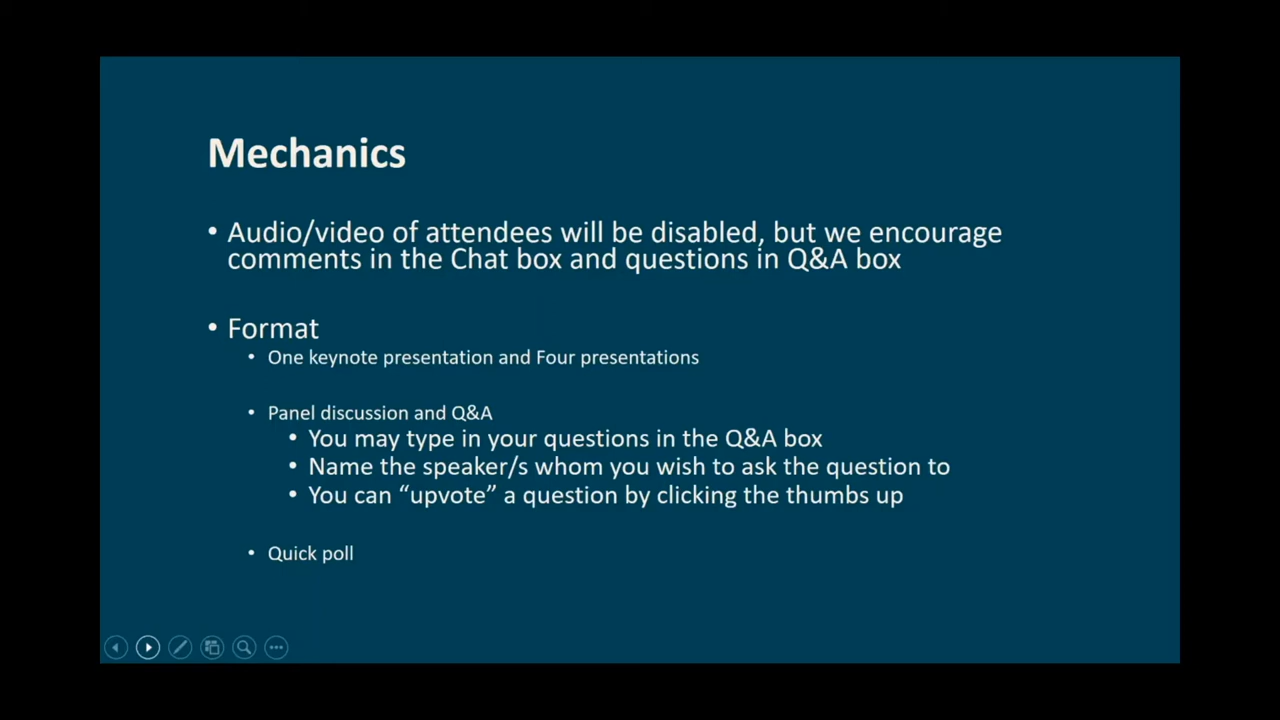 Mechanics
• Audio/video of attendees will be disabled, but we encourage
comments in the Chat box and questions in Q&A box
• Format
• One keynote presentation and Four presentations
• Panel discussion and Q&A
• You may type in your questions in the Q&A box
• Name the speaker/s whom you wish to ask the question to
• You can “upvote” a question by clicking the thumbs up
• Quick poll